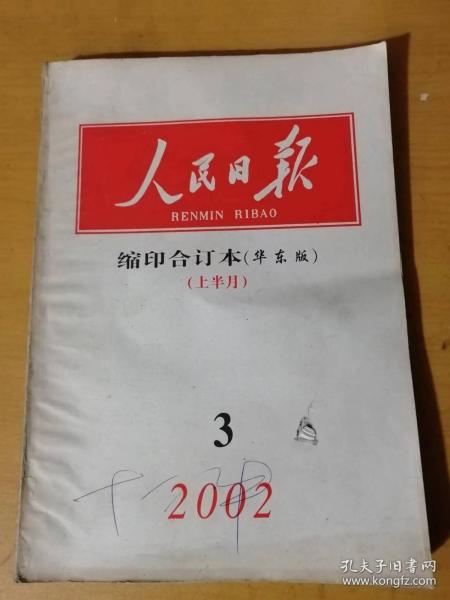 人民日报
RENMIN RIBAO
缩印合订本(华东版)
(上半月)
3
2002
孔夫子旧书网
www.kongfz.com